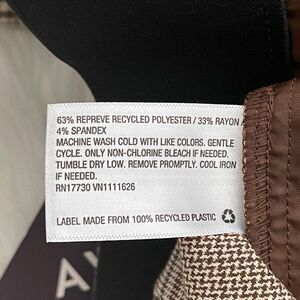 63% REPREVE RECYCLED POLYESTER / 33% RAYON /
4% SPANDEX
MACHINE WASH COLD WITH LIKE COLORS. GENTLE
CYCLE. ONLY NON-CHLORINE BLEACH IF NEEDED.
TUMBLE DRY LOW. REMOVE PROMPTLY. COOL IRON
IF NEEDED.
RN17730 VN1111626
LABEL MADE FROM 100% RECYCLED PLASTIC